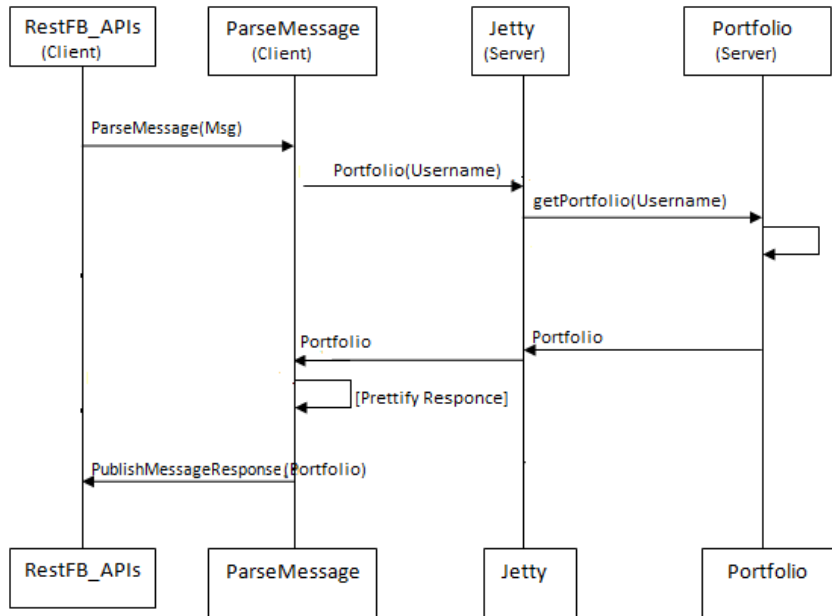 RestFB_APIs
(Client)
ParseMessage
(Client)
Jetty
(Server)
Portfolio
(Server)
ParseMessage(Msg)
Portfolio(Username)
getPortfolio(Username)
Portfolio
Portfolio
[Prettify Responce]
PublishMessageResponse(Portfolio)
RestFB_APIs
ParseMessage
Jetty
Portfolio